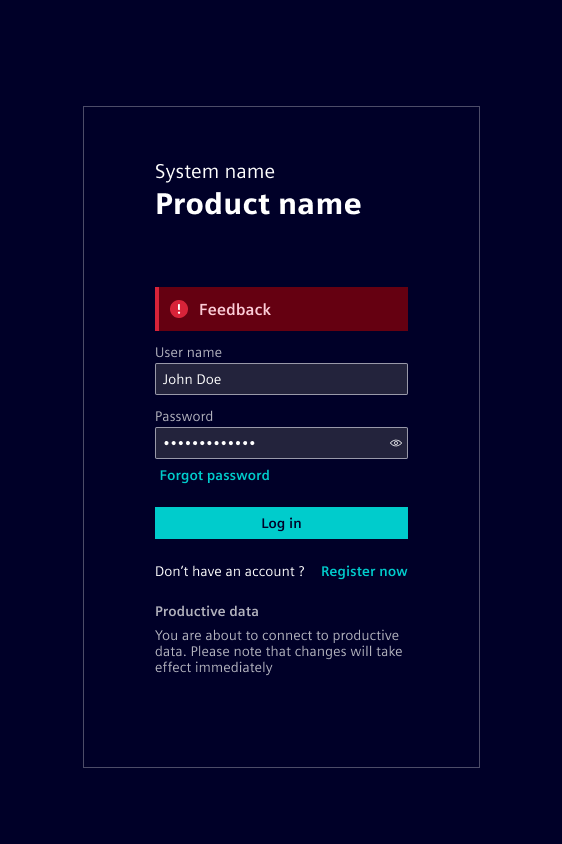 System name
Product name
Feedback
User name
John Doe
Password
•••••••••••••
Forgot password
Log in
Don’t have an account ? Register now
Productive data
You are about to connect to productive
data. Please note that changes will take
effect immediately